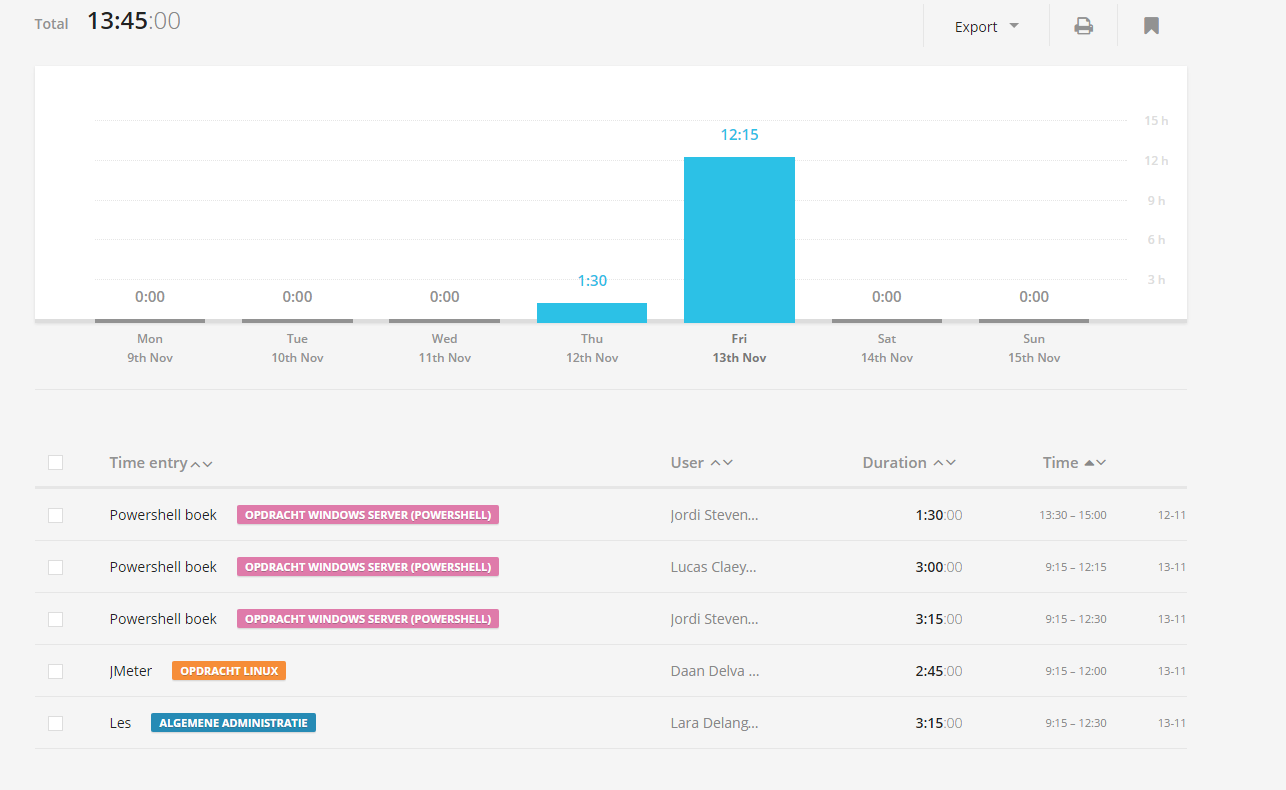 Total 13:45:00 Export
15 h
12:15
12 h
9 h
6 h
1:30 3 h
0:00 0:00 0:00 0:00 0:00
Mon Tue Wed Thu Fri Sat Sun
9th Nov 10th Nov 11th Nov 12th Nov 13th Nov 14th Nov 15th Nov
Time entry User Duration Time
Powershell boek OPDRACHT WINDOWS SERVER (POWERSHELL) Jordi Steven... 1:30:00 13:30 – 15:00 12-11
Powershell boek OPDRACHT WINDOWS SERVER (POWERSHELL) Lucas Claey... 3:00:00 9:15 – 12:15 13-11
Powershell boek OPDRACHT WINDOWS SERVER (POWERSHELL) Jordi Steven... 3:15:00 9:15 – 12:30 13-11
JMeter OPDRACHT LINUX Daan Delva ... 2:45:00 9:15 – 12:00 13-11
Les ALGEMENE ADMINISTRATIE Lara Delang... 3:15:00 9:15 – 12:30 13-11